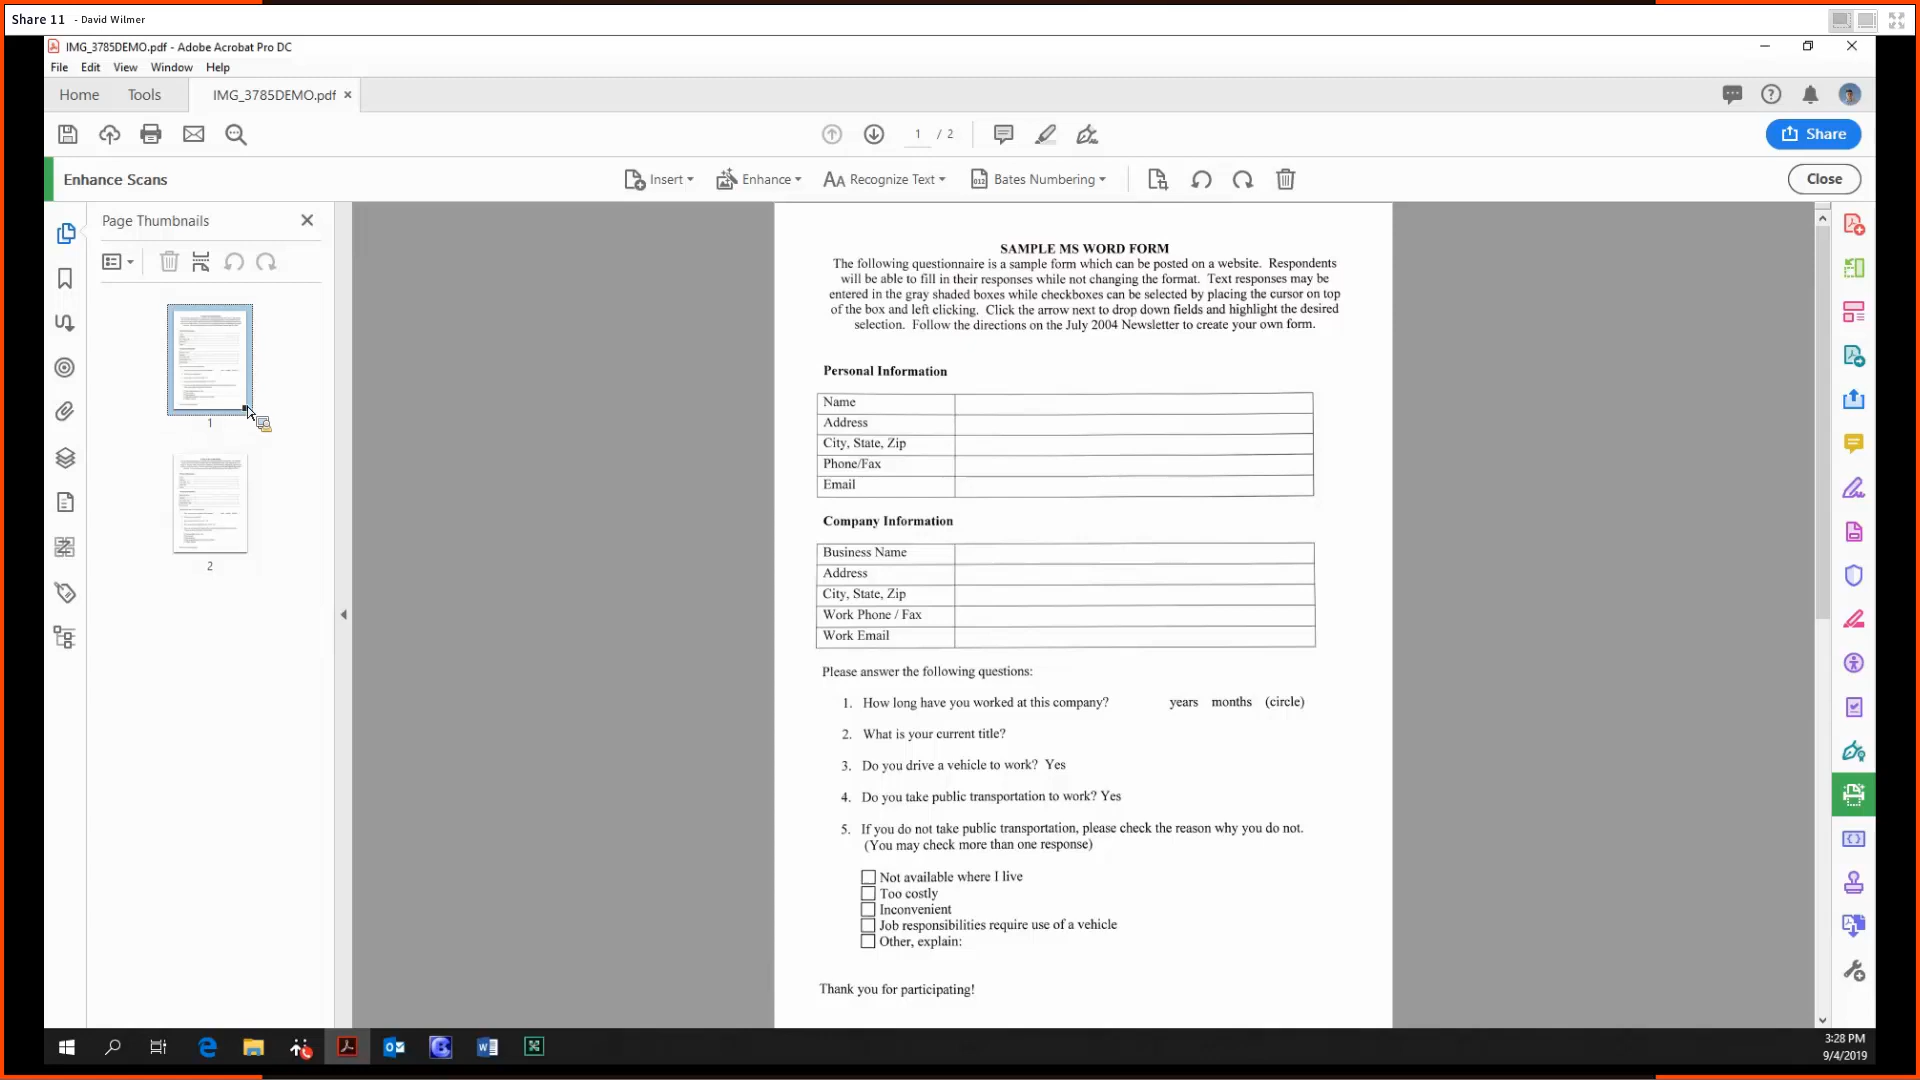 Share 11 - David Wilmer
IMG_3785DEMO.pdf - Adobe Acrobat Pro DC
File Edit View Window Help
Home Tools IMG_3785DEMO.pdf ×
1 / 2
Share
Enhance Scans
Insert Enhance Recognize Text Bates Numbering Close
Page Thumbnails
1
2
SAMPLE MS WORD FORM
The following questionnaire is a sample form which can be posted on a website. Respondents
will be able to fill in their responses while not changing the format. Text responses may be
entered in the gray shaded boxes while checkboxes can be selected by placing the cursor on top
of the box and left clicking. Click the arrow next to drop down fields and highlight the desired
selection. Follow the directions on the July 2004 Newsletter to create your own form.
Personal Information
Name
Address
City, State, Zip
Phone/Fax
Email
Company Information
Business Name
Address
City, State, Zip
Work Phone / Fax
Work Email
Please answer the following questions:
1. How long have you worked at this company? years months (circle)
2. What is your current title?
3. Do you drive a vehicle to work? Yes
4. Do you take public transportation to work? Yes
5. If you do not take public transportation, please check the reason why you do not.
(You may check more than one response)
Not available where I live
Too costly
Inconvenient
Job responsibilities require use of a vehicle
Other, explain:
Thank you for participating!
3:28 PM
9/4/2019